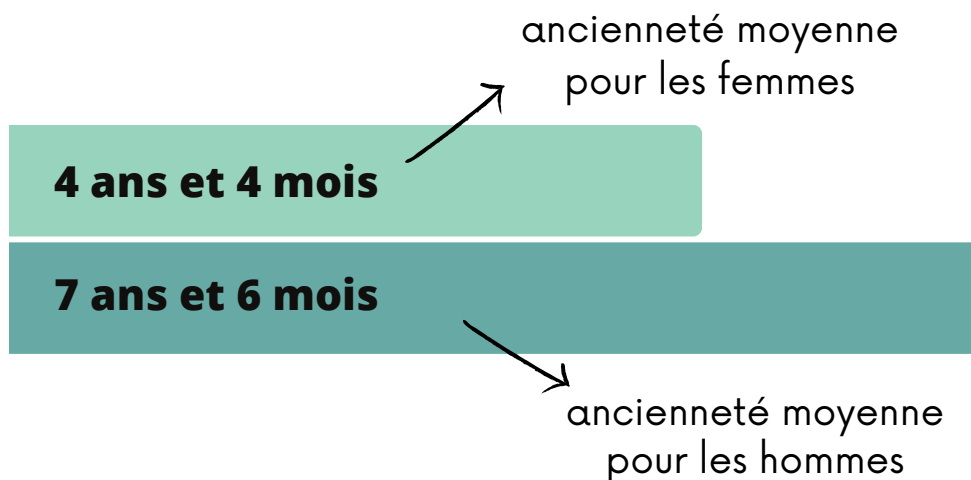 ancienneté moyenne
pour les femmes
4 ans et 4 mois
7 ans et 6 mois
ancienneté moyenne
pour les hommes